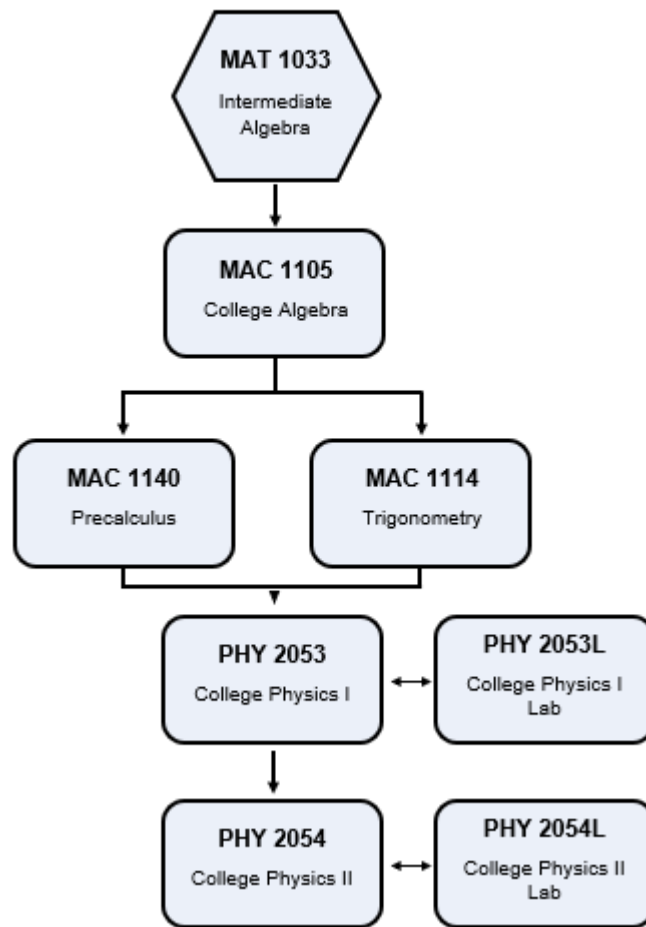 MAT 1033
Intermediate
Algebra
MAC 1105
College Algebra
MAC 1140
Precalculus
MAC 1114
Trigonometry
PHY 2053
College Physics I
PHY 2053L
College Physics I
Lab
PHY 2054
College Physics II
PHY 2054L
College Physics II
Lab